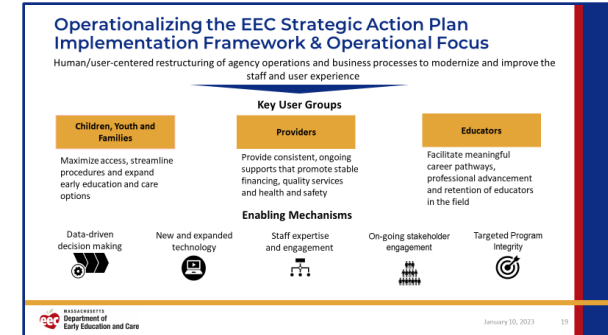 Operationalizing the EEC Strategic Action Plan
Implementation Framework & Operational Focus
Human/user-centered restructuring of agency operations and business processes to modernize and improve the
staff and user experience
Key User Groups
Children, Youth and
Families
Providers
Educators
Maximize access, streamline
procedures and expand
early education and care
options
Provide consistent, ongoing
supports that promote stable
financing, quality services
and health and safety
Facilitate meaningful
career pathways,
professional advancement
and retention of educators
in the field
Enabling Mechanisms
Data-driven
decision making
New and expanded
technology
Staff expertise
and engagement
On-going stakeholder
engagement
Targeted Program
Integrity
eec
MASSACHUSETTS
Department of
Early Education and Care
January 10, 2023
19